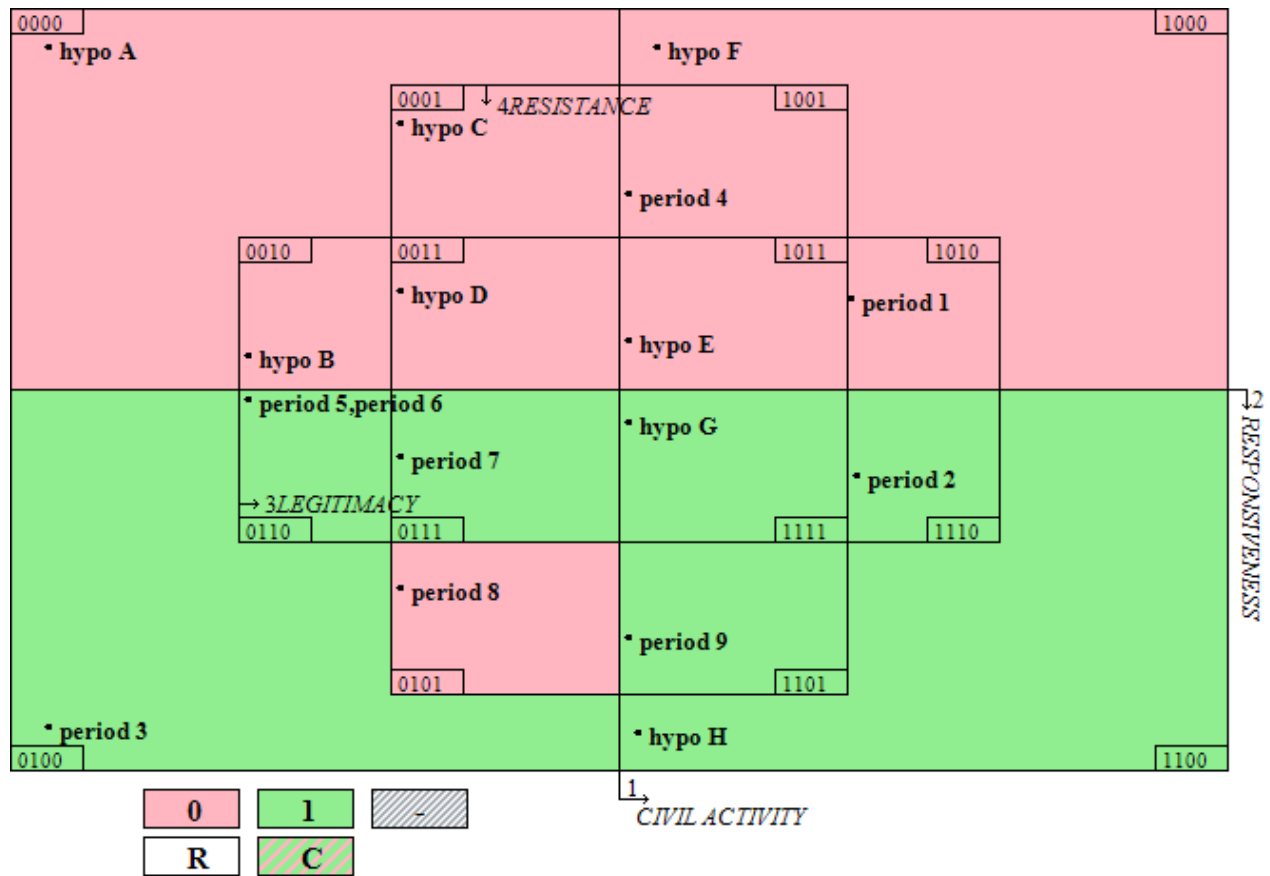 0000
1000
hypo A
hypo F
0001
4RESISTANCE
1001
hypo C
period 4
0010
0011
1011
1010
hypo D
period 1
hypo E
hypo B
2
RESPONSIVENESS
period 5,period 6
hypo G
period 7
period 2
3LEGITIMACY
0110
0111
1111
1110
period 8
period 9
0101
1101
period 3
hypo H
0100
1100
1
CIVIL ACTIVITY
0
1
-
R
C